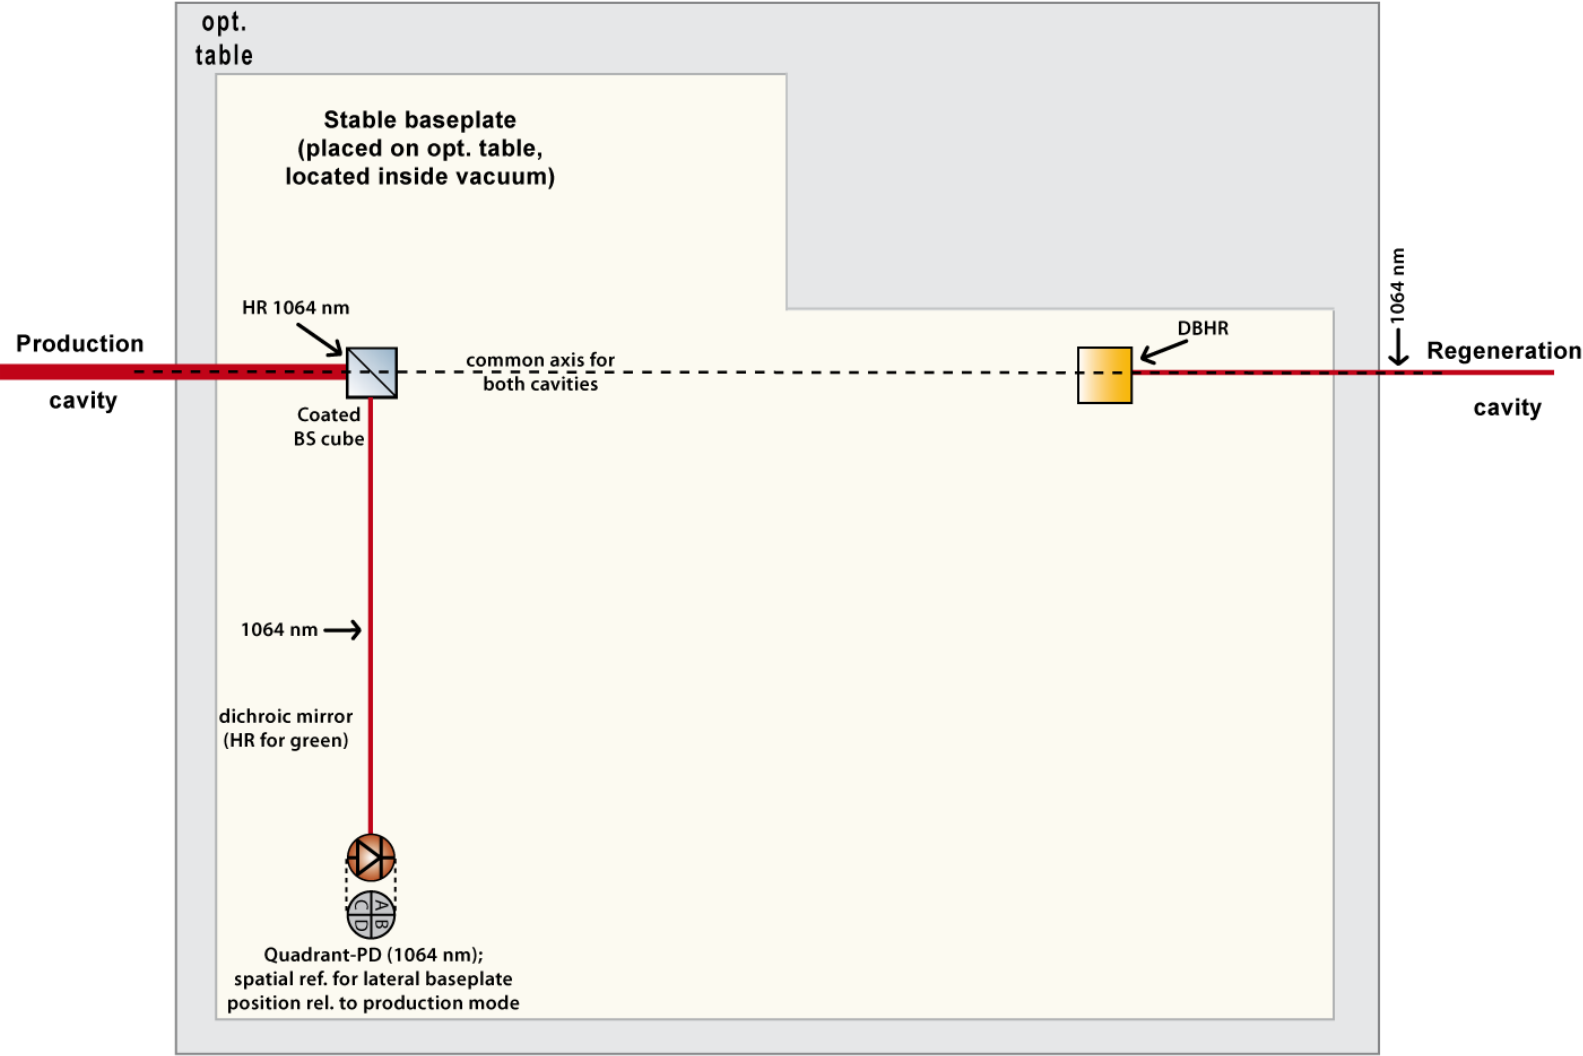 opt.
table
Stable baseplate
(placed on opt. table,
located inside vacuum)
HR 1064 nm
Production
cavity
common axis for
both cavities
DBHR
1064 nm
Regeneration
cavity
Coated
BS cube
1064 nm
dichroic mirror
(HR for green)
A B
C D
Quadrant-PD (1064 nm);
spatial ref. for lateral baseplate
position rel. to production mode